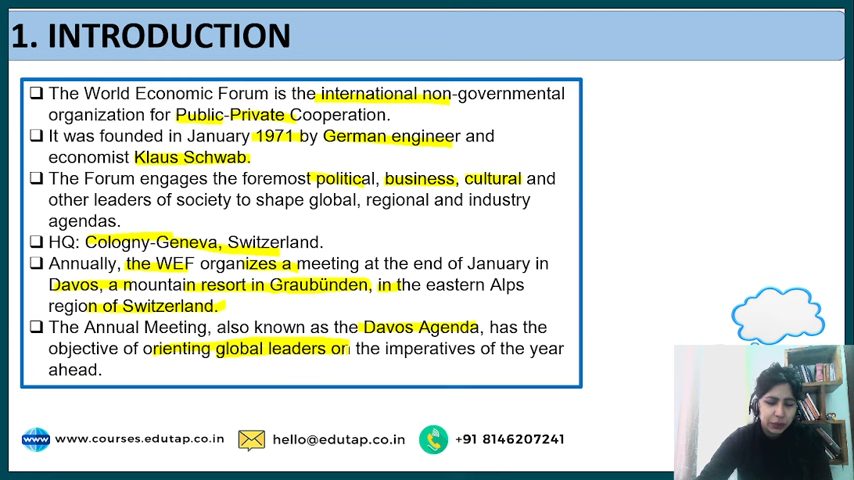 1. INTRODUCTION
❑ The World Economic Forum is the international non-governmental
organization for Public-Private Cooperation.
❑ It was founded in January 1971 by German engineer and
economist Klaus Schwab.
❑ The Forum engages the foremost political, business, cultural and
other leaders of society to shape global, regional and industry
agendas.
❑ HQ: Cologny-Geneva, Switzerland.
❑ Annually, the WEF organizes a meeting at the end of January in
Davos, a mountain resort in Graubünden, in the eastern Alps
region of Switzerland.
❑ The Annual Meeting, also known as the Davos Agenda, has the
objective of orienting global leaders on the imperatives of the year
ahead.
www www.courses.edutap.co.in hello@edutap.co.in +91 8146207241